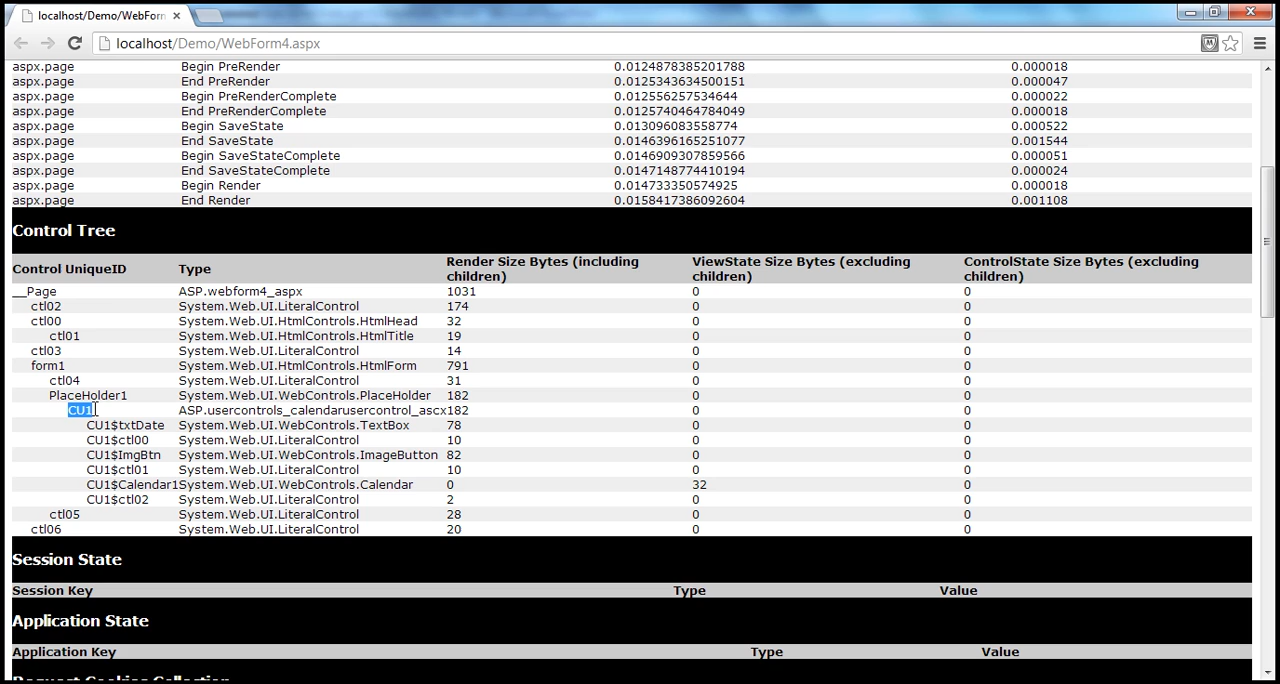 localhost/Demo/WebForm
localhost/Demo/WebForm4.aspx
aspx.page Begin PreRender 0.0124878385201788 0.000018
aspx.page End PreRender 0.0125343634500151 0.000047
aspx.page Begin PreRenderComplete 0.012556257534644 0.000022
aspx.page End PreRenderComplete 0.0125740464784049 0.000018
aspx.page Begin SaveState 0.013096083558774 0.000522
aspx.page End SaveState 0.0146396165251077 0.001544
aspx.page Begin SaveStateComplete 0.0146909307859566 0.000051
aspx.page End SaveStateComplete 0.0147148774410194 0.000024
aspx.page Begin Render 0.014733350574925 0.000018
aspx.page End Render 0.0158417386092604 0.001108
Control Tree
Control UniqueID Type Render Size Bytes (including children) ViewState Size Bytes (excluding children) ControlState Size Bytes (excluding children)
__Page ASP.webform4_aspx 1031 0 0
ctl02 System.Web.UI.LiteralControl 174 0 0
ctl00 System.Web.UI.HtmlControls.HtmlHead 32 0 0
ctl01 System.Web.UI.HtmlControls.HtmlTitle 19 0 0
ctl03 System.Web.UI.LiteralControl 14 0 0
form1 System.Web.UI.HtmlControls.HtmlForm 791 0 0
ctl04 System.Web.UI.LiteralControl 31 0 0
PlaceHolder1 System.Web.UI.WebControls.PlaceHolder 182 0 0
CU1 ASP.usercontrols_calendarusercontrol_ascx 182 0 0
CU1$txtDate System.Web.UI.WebControls.TextBox 78 0 0
CU1$ctl00 System.Web.UI.LiteralControl 10 0 0
CU1$ImgBtn System.Web.UI.WebControls.ImageButton 82 0 0
CU1$ctl01 System.Web.UI.LiteralControl 10 0 0
CU1$Calendar1 System.Web.UI.WebControls.Calendar 0 32 0
CU1$ctl02 System.Web.UI.LiteralControl 2 0 0
ctl05 System.Web.UI.LiteralControl 28 0 0
ctl06 System.Web.UI.LiteralControl 20 0 0
Session State
Session Key Type Value
Application State
Application Key Type Value
Request Cookies Collection